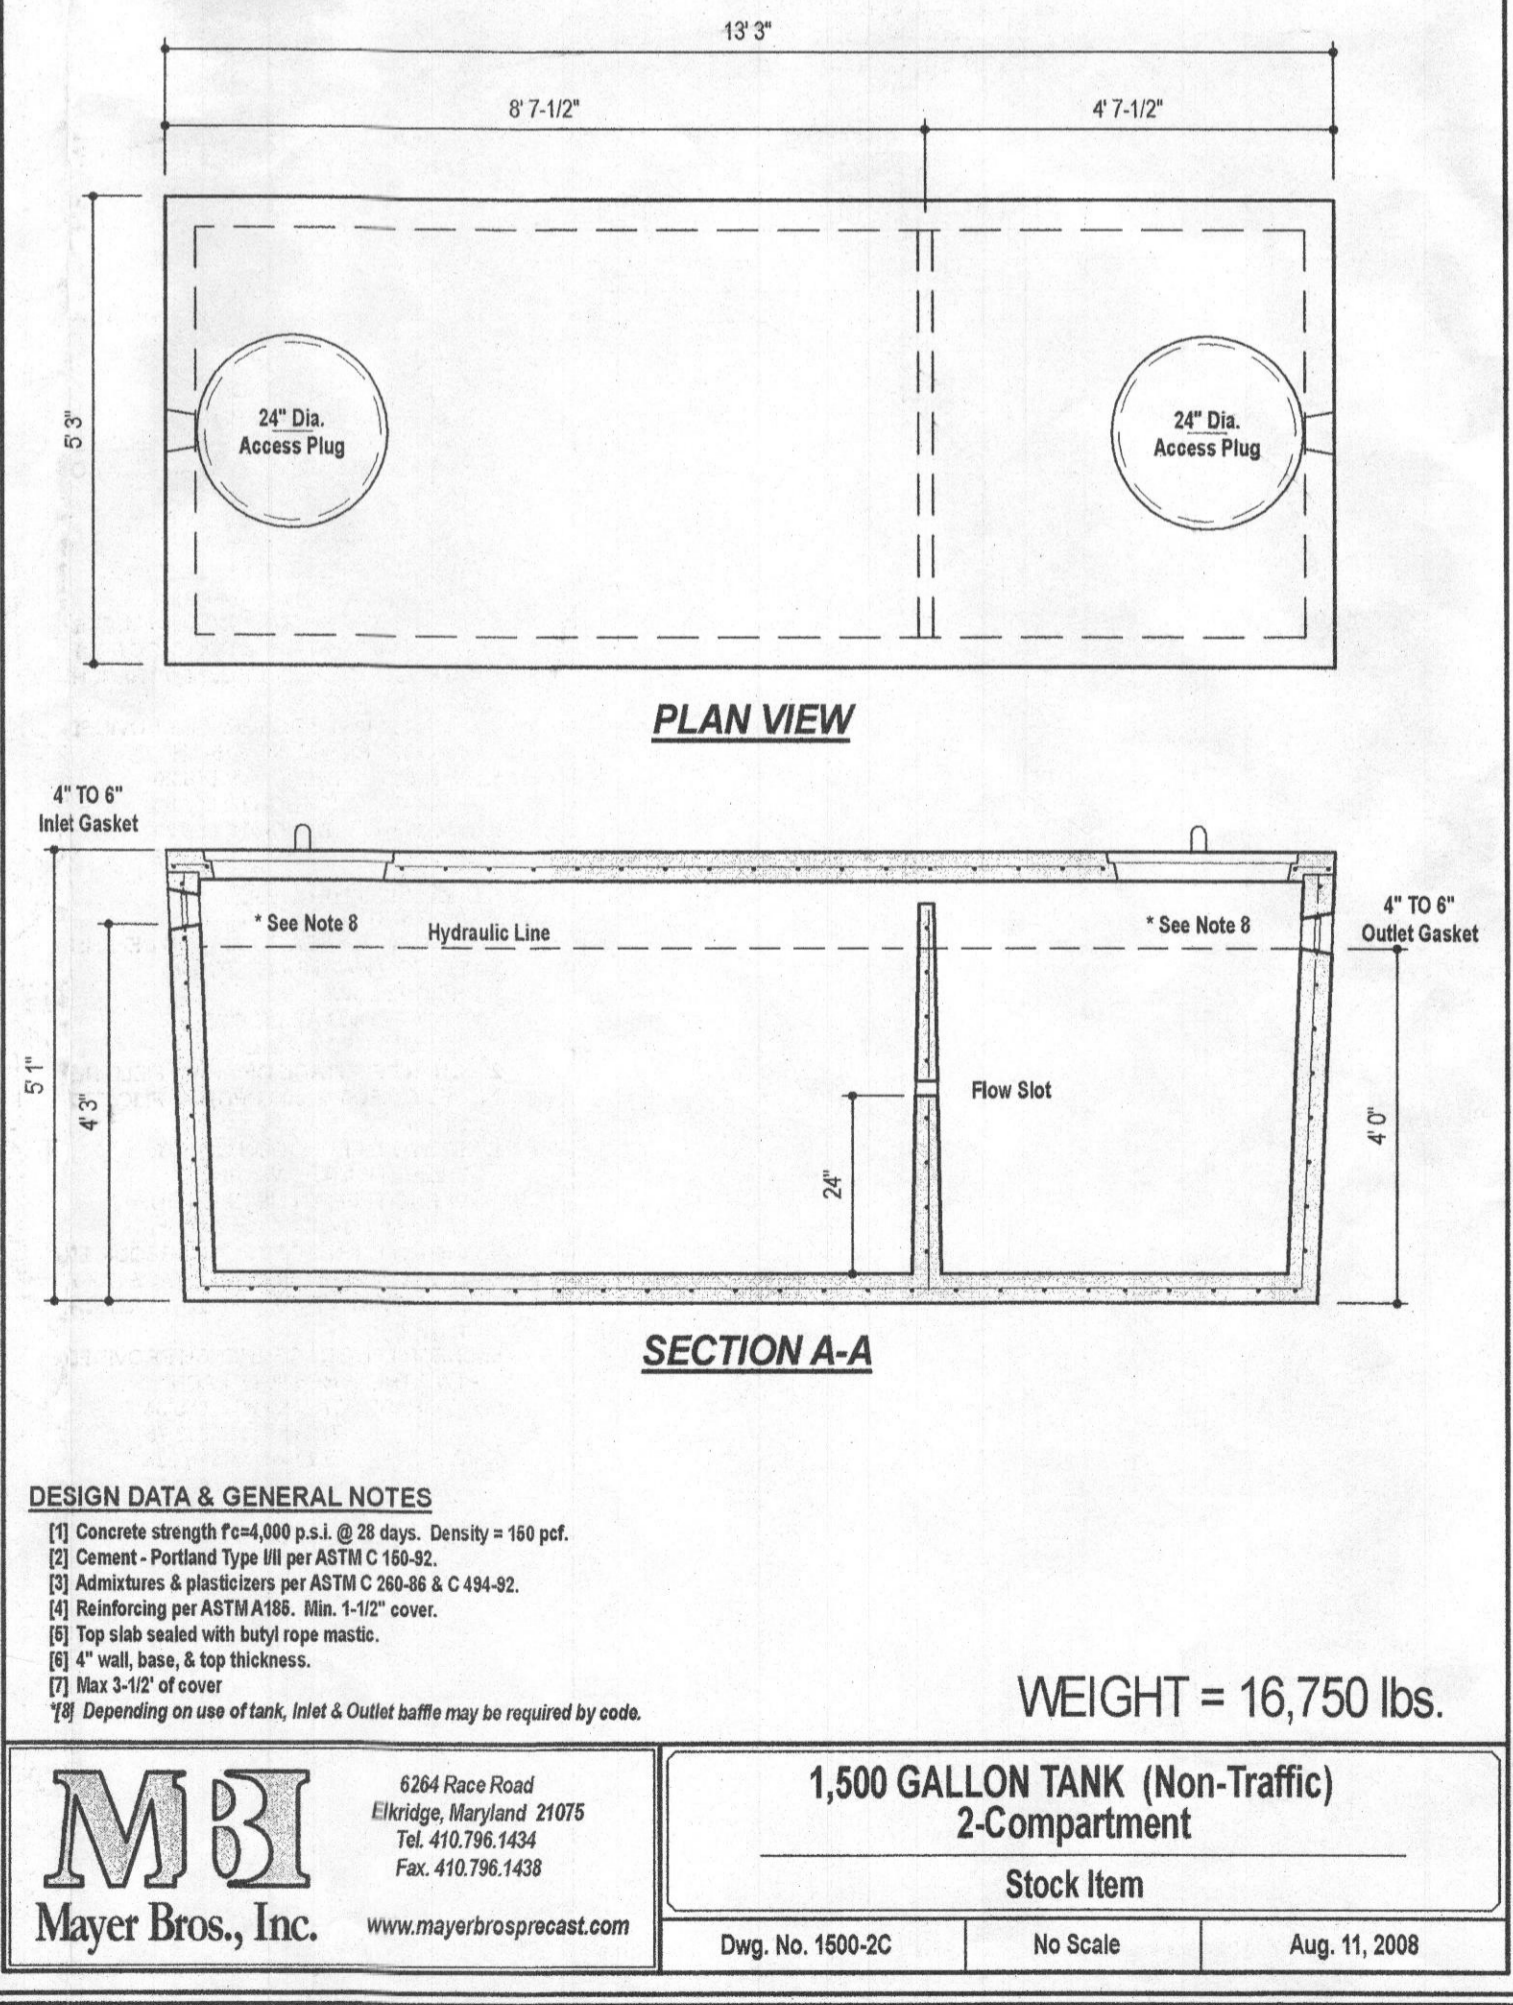 13' 3"
8' 7-1/2"
4' 7-1/2"
5' 3"
24" Dia.
Access Plug
24" Dia.
Access Plug
PLAN VIEW
4" TO 6"
Inlet Gasket
* See Note 8
Hydraulic Line
* See Note 8
4" TO 6"
Outlet Gasket
5' 1"
4' 3"
24"
Flow Slot
4' 0"
SECTION A-A
DESIGN DATA & GENERAL NOTES
[1] Concrete strength f'c=4,000 p.s.i. @ 28 days. Density = 150 pcf.
[2] Cement - Portland Type I/II per ASTM C 150-92.
[3] Admixtures & plasticizers per ASTM C 260-86 & C 494-92.
[4] Reinforcing per ASTM A185. Min. 1-1/2" cover.
[5] Top slab sealed with butyl rope mastic.
[6] 4" wall, base, & top thickness.
[7] Max 3-1/2' of cover
*[8] Depending on use of tank, Inlet & Outlet baffle may be required by code.
WEIGHT = 16,750 lbs.
MBI
Mayer Bros., Inc.
6264 Race Road
Elkridge, Maryland 21075
Tel. 410.796.1434
Fax. 410.796.1438
www.mayerbrosprecast.com
1,500 GALLON TANK (Non-Traffic)
2-Compartment
Stock Item
Dwg. No. 1500-2C
No Scale
Aug. 11, 2008